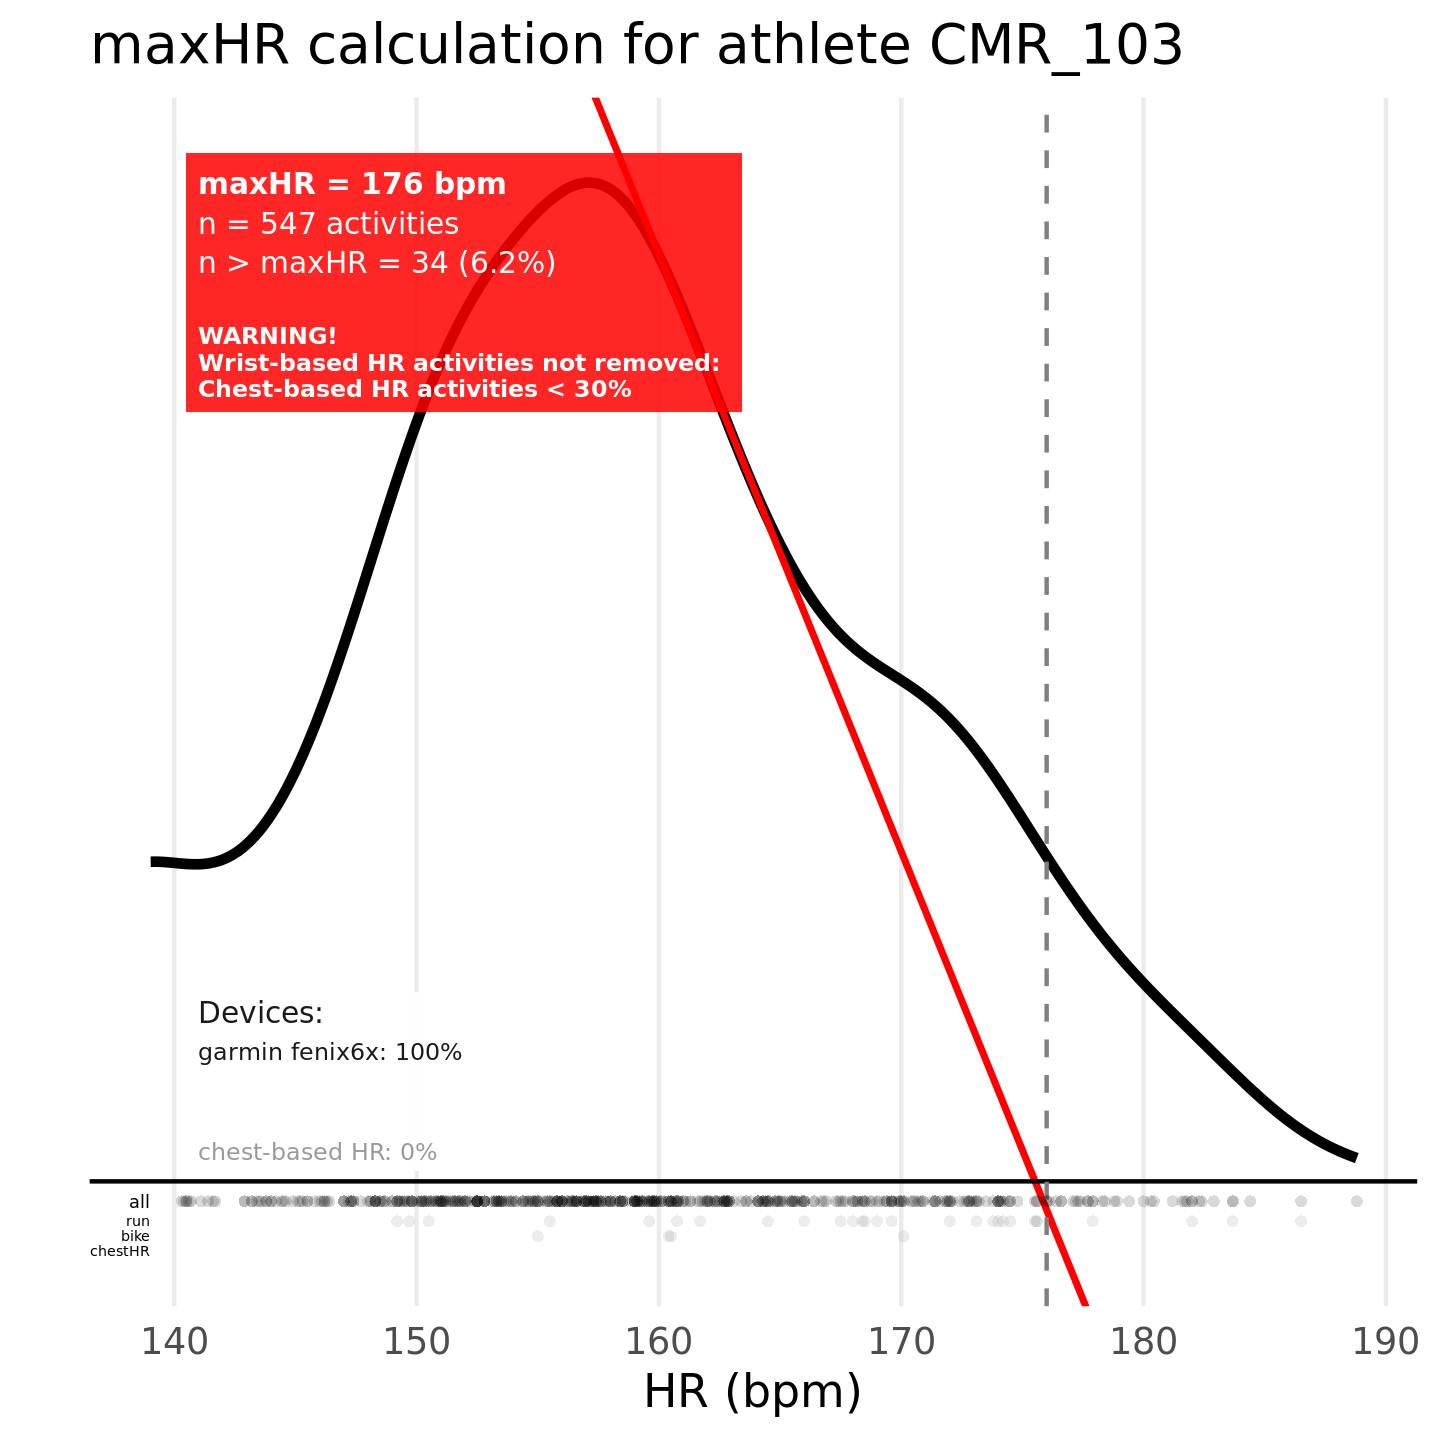 maxHR calculation for athlete CMR_103
maxHR = 176 bpm
n = 547 activities
n > maxHR = 34 (6.2%)
WARNING!
Wrist-based HR activities not removed:
Chest-based HR activities < 30%
Devices:
garmin fenix6x: 100%
chest-based HR: 0%
all
run
bike
chestHR
140 150 160 170 180 190
HR (bpm)